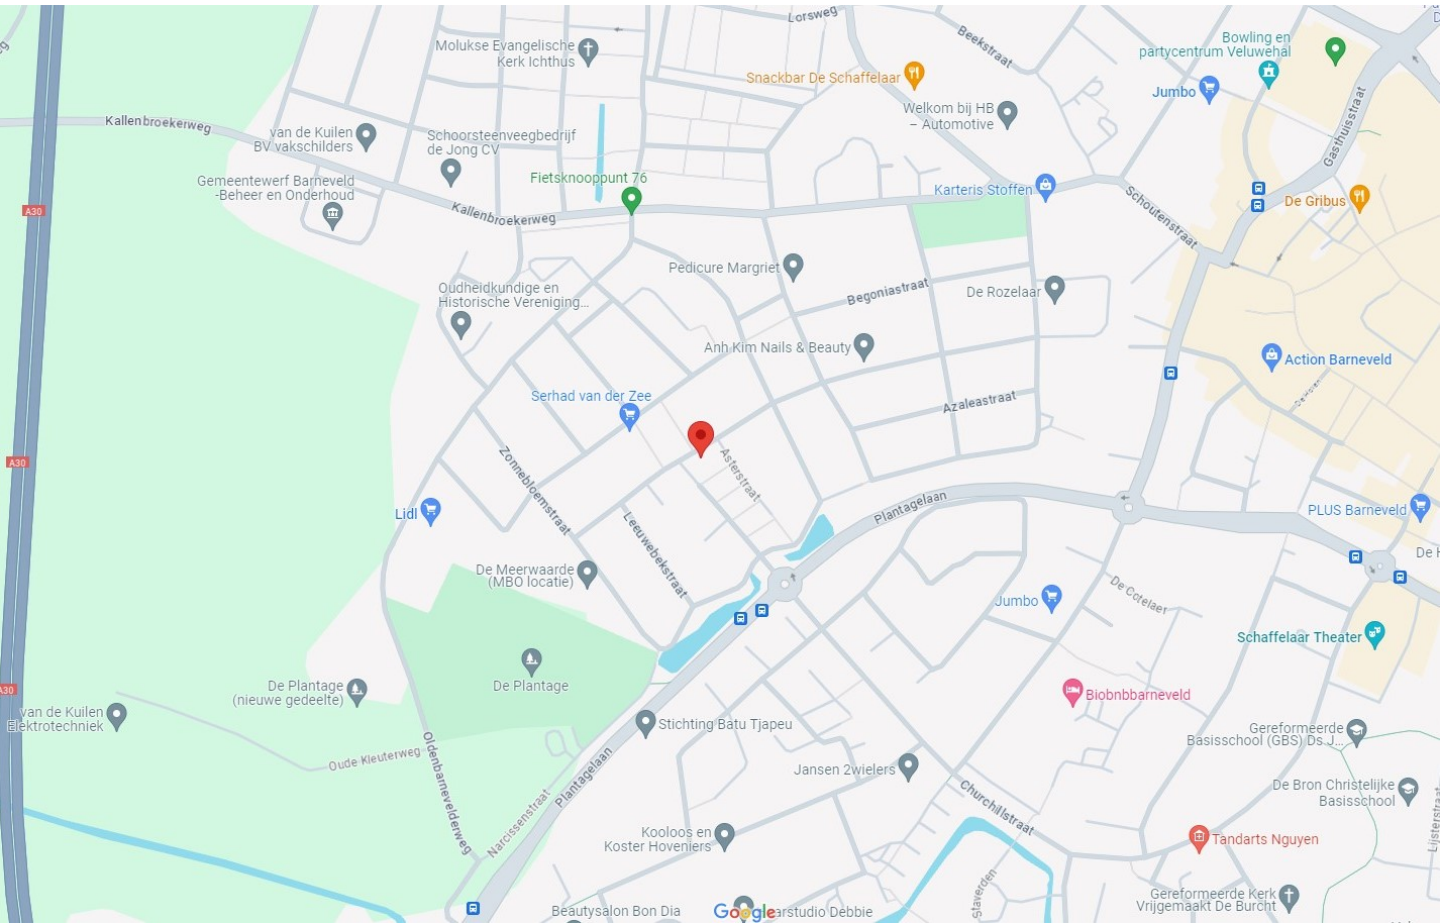 Lorsweg
Beekstraat
Molukse Evangelische
Kerk Ichthus
Bowling en
partycentrum Veluwehal
Snackbar De Schaffelaar
Jumbo
Welkom bij HB
– Automotive
Gasthuisstraat
Kallenbroekerweg
van de Kuilen
BV vakschilders
Schoorsteenveegbedrijf
de Jong CV
Gemeentewerf Barneveld
-Beheer en Onderhoud
Fietsknooppunt 76
Karteris Stoffen
Schoutenstraat
De Gribus
A30
Kallenbroekerweg
Pedicure Margriet
Oudheidkundige en
Historische Vereniging...
Begoniastraat
De Rozelaar
Anh Kim Nails & Beauty
Action Barneveld
Serhad van der Zee
Azaleastraat
A30
Zonnebloemstraat
Asterstraat
Lidl
Leeuwebekstraat
Plantagelaan
PLUS Barneveld
De H
De Meerwaarde
(MBO locatie)
De Cotelaer
Jumbo
Schaffelaar Theater
De Plantage
De Plantage
(nieuwe gedeelte)
A30
van de Kuilen
Elektrotechniek
Biobnbbarneveld
Stichting Batu Tjapeu
Gereformeerde
Basisschool (GBS) Ds J...
Oude Kleuterweg
Oldenbarnevelderweg
Plantagelaan
Narcissenstraat
Jansen 2wielers
Churchillstraat
De Bron Christelijke
Basisschool
Lijsterstraat
Kooloos en
Koster Hoveniers
Tandarts Nguyen
Staverden
Gereformeerde Kerk
Vrijgemaakt De Burcht
Beautysalon Bon Dia
Google
arstudio Debbie